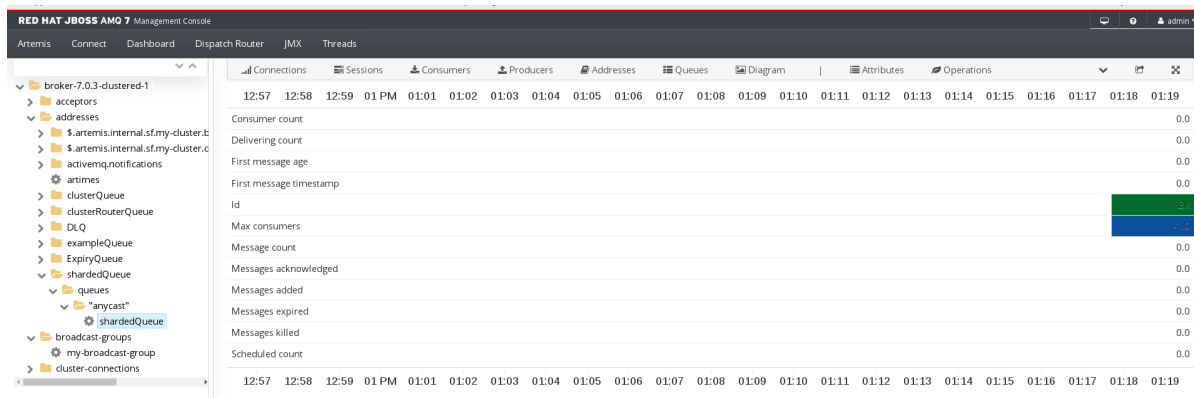 RED HAT JBOSS AMQ 7 Management Console
admin
Artemis Connect Dashboard Dispatch Router JMX Threads
Connections Sessions Consumers Producers Addresses Queues Diagram | Attributes Operations
broker-7.0.3-clustered-1
acceptors
addresses
$.artemis.internal.sf.my-cluster.b
$.artemis.internal.sf.my-cluster.c
activemq.notifications
artimes
clusterQueue
clusterRouterQueue
DLQ
exampleQueue
ExpiryQueue
shardedQueue
queues
"anycast"
shardedQueue
broadcast-groups
my-broadcast-group
cluster-connections
12:57 12:58 12:59 01 PM 01:01 01:02 01:03 01:04 01:05 01:06 01:07 01:08 01:09 01:10 01:11 01:12 01:13 01:14 01:15 01:16 01:17 01:18 01:19
Consumer count 0.0
Delivering count 0.0
First message age 0.0
First message timestamp 0.0
Id
Max consumers
Message count 0.0
Messages acknowledged 0.0
Messages added 0.0
Messages expired 0.0
Messages killed 0.0
Scheduled count 0.0
12:57 12:58 12:59 01 PM 01:01 01:02 01:03 01:04 01:05 01:06 01:07 01:08 01:09 01:10 01:11 01:12 01:13 01:14 01:15 01:16 01:17 01:18 01:19